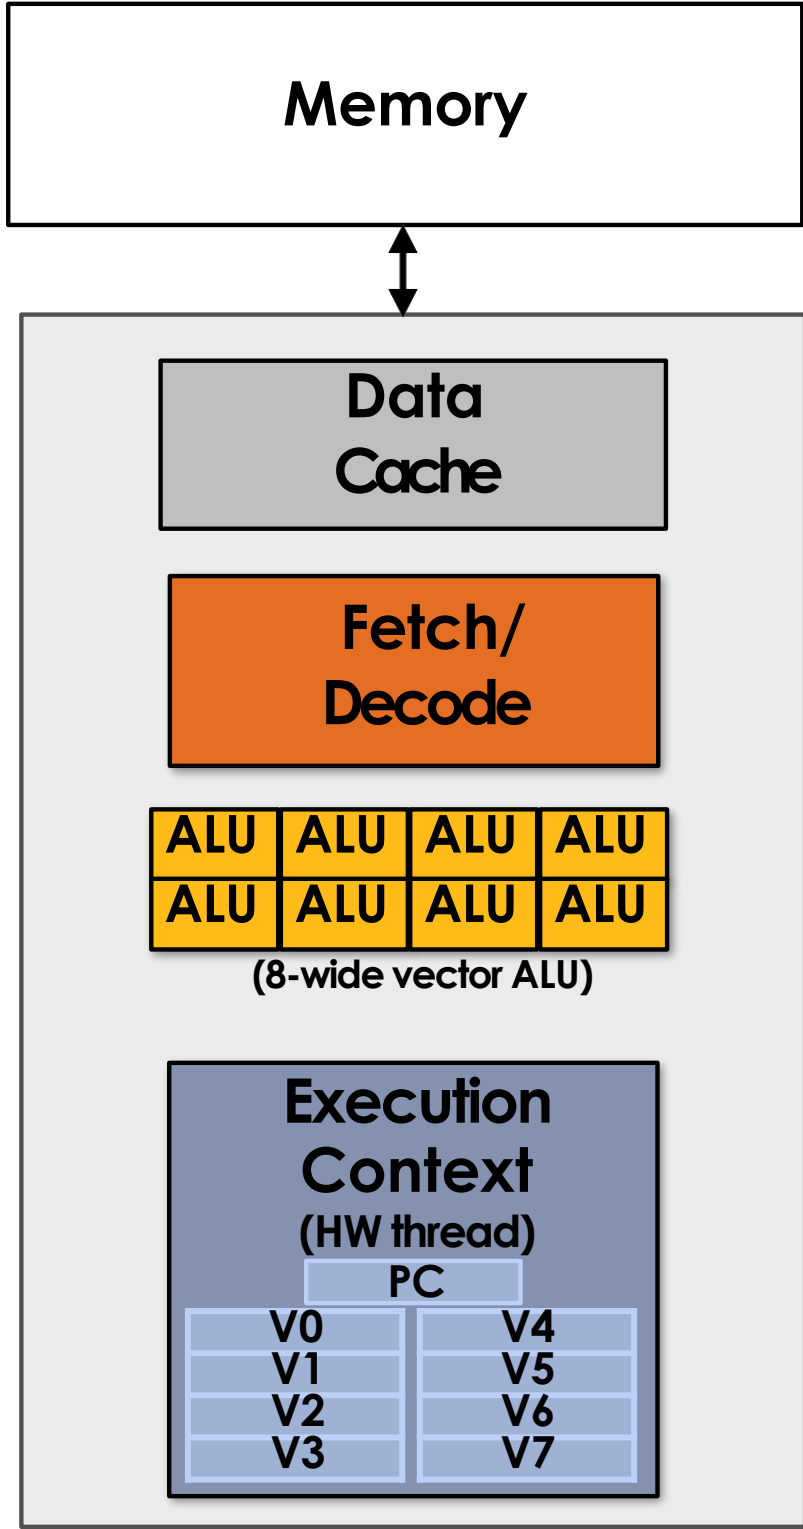 Memory
Data
Cache
Fetch/
Decode
ALU ALU ALU ALU
ALU ALU ALU ALU
(8-wide vector ALU)
Execution
Context
(HW thread)
PC
V0 V4
V1 V5
V2 V6
V3 V7